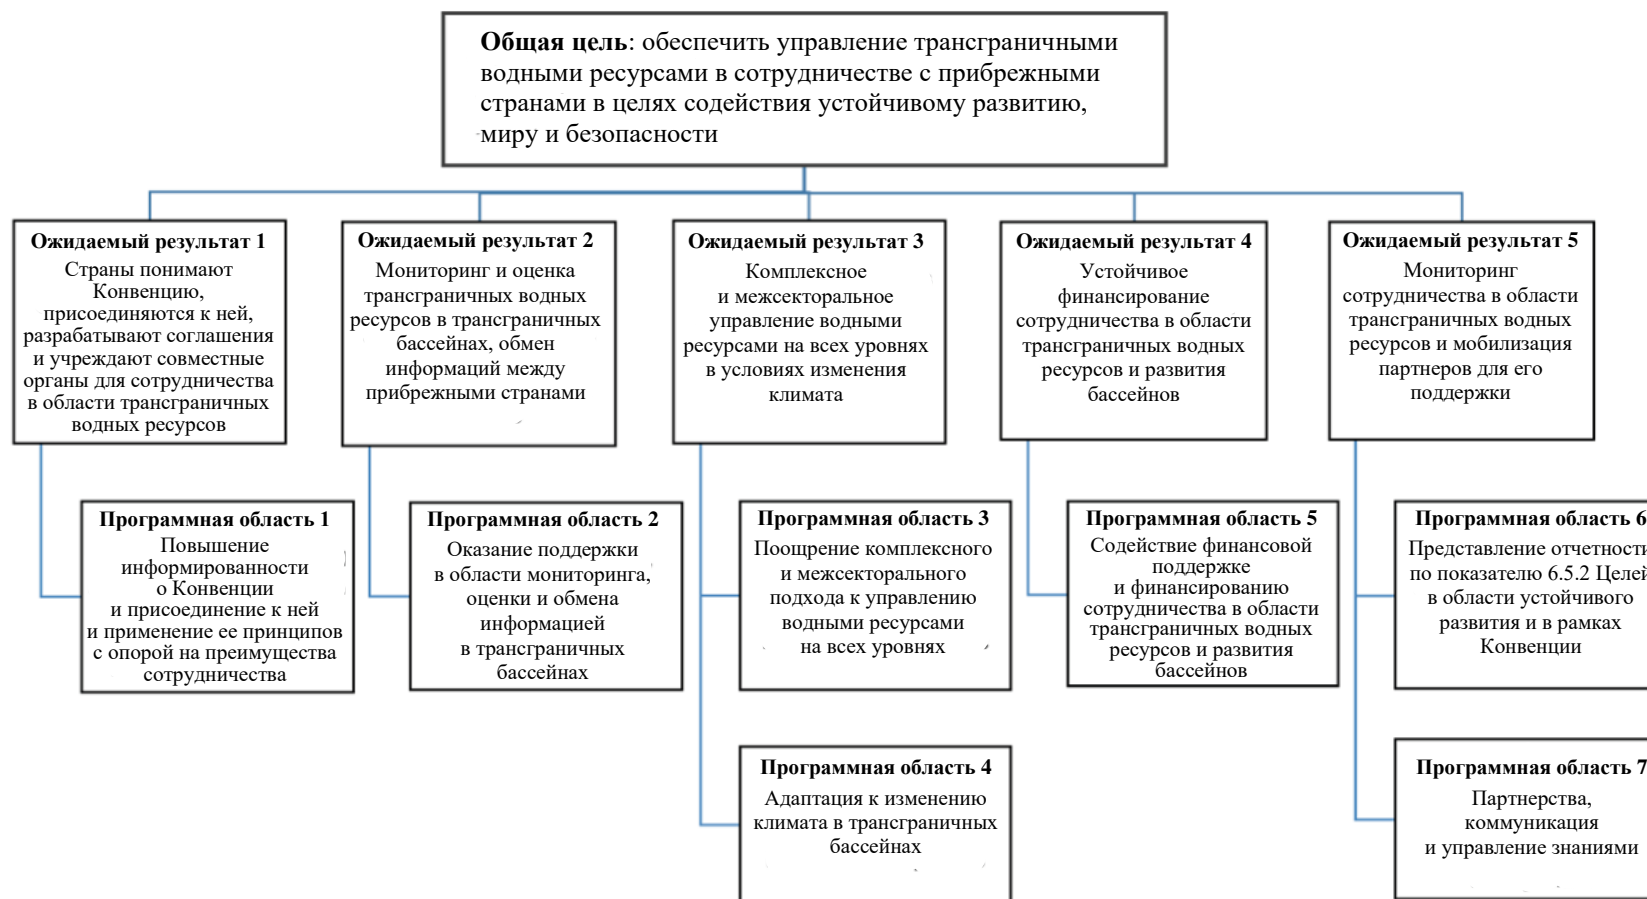 Общая цель: обеспечить управление трансграничными
водными ресурсами в сотрудничестве с прибрежными
странами в целях содействия устойчивому развитию,
миру и безопасности
Ожидаемый результат 1
Страны понимают
Конвенцию,
присоединяются к ней,
разрабатывают соглашения
и учреждают совместные
органы для сотрудничества
в области трансграничных
водных ресурсов
Ожидаемый результат 2
Мониторинг и оценка
трансграничных водных
ресурсов в трансграничных
бассейнах, обмен
информаций между
прибрежными странами
Ожидаемый результат 3
Комплексное
и межсекторальное
управление водными
ресурсами на всех уровнях
в условиях изменения
климата
Ожидаемый результат 4
Устойчивое
финансирование
сотрудничества в области
трансграничных водных
ресурсов и развития
бассейнов
Ожидаемый результат 5
Мониторинг
сотрудничества в области
трансграничных водных
ресурсов и мобилизация
партнеров для его
поддержки
Программная область 1
Повышение
информированности
о Конвенции
и присоединение к ней
и применение ее принципов
с опорой на преимущества
сотрудничества
Программная область 2
Оказание поддержки
в области мониторинга,
оценки и обмена
информацией
в трансграничных
бассейнах
Программная область 3
Поощрение комплексного
и межсекторального
подхода к управлению
водными ресурсами
на всех уровнях
Программная область 5
Содействие финансовой
поддержке
и финансированию
сотрудничества в области
трансграничных водных
ресурсов и развития
бассейнов
Программная область 6
Представление отчетности
по показателю 6.5.2 Целей
в области устойчивого
развития и в рамках
Конвенции
Программная область 4
Адаптация к изменению
климата в трансграничных
бассейнах
Программная область 7
Партнерства,
коммуникация
и управление знаниями